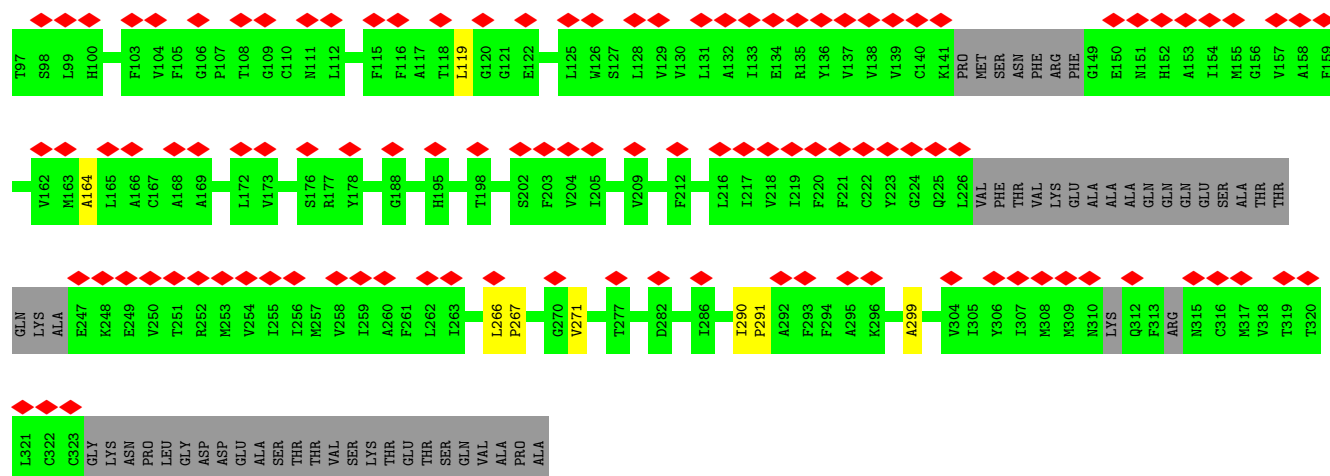 T97 S98 L99 H100 F103 V104 F105 G106 P107 T108 G109 C110 N111 L112 F115 F116 A117 T118 L119 G120 G121 E122 L125 W126 S127 L128 V129 V130 L131 A132 I133 E134 R135 Y136 V137 V138 V139 C140 K141 PRO MET SER ASN PHE ARG PHE G149 E150 N151 H152 A153 I154 M155 G156 V157 A158 F159
V162 M163 A164 L165 A166 C167 A168 A169 L172 V173 S176 R177 Y178 G188 H195 T198 S202 F203 V204 I205 V209 F212 L216 I217 V218 I219 F220 F221 C222 Y223 G224 Q225 L226 VAL PHE THR VAL LYS GLU ALA ALA ALA GLN GLN GLN GLU SER ALA THR THR
GLN LYS ALA E247 K248 E249 V250 T251 R252 M253 V254 I255 I256 M257 V258 I259 A260 F261 L262 I263 L266 P267 G270 V271 T277 D282 I286 I290 P291 A292 F293 F294 A295 K296 A299 V304 I305 Y306 I307 M308 M309 N310 LYS Q312 F313 ARG N315 C316 M317 V318 T319 T320
L321 C322 C323 GLY LYS ASN PRO LEU GLY ASP ASP GLU ALA SER THR THR VAL SER LYS THR GLU THR SER GLN VAL ALA PRO ALA